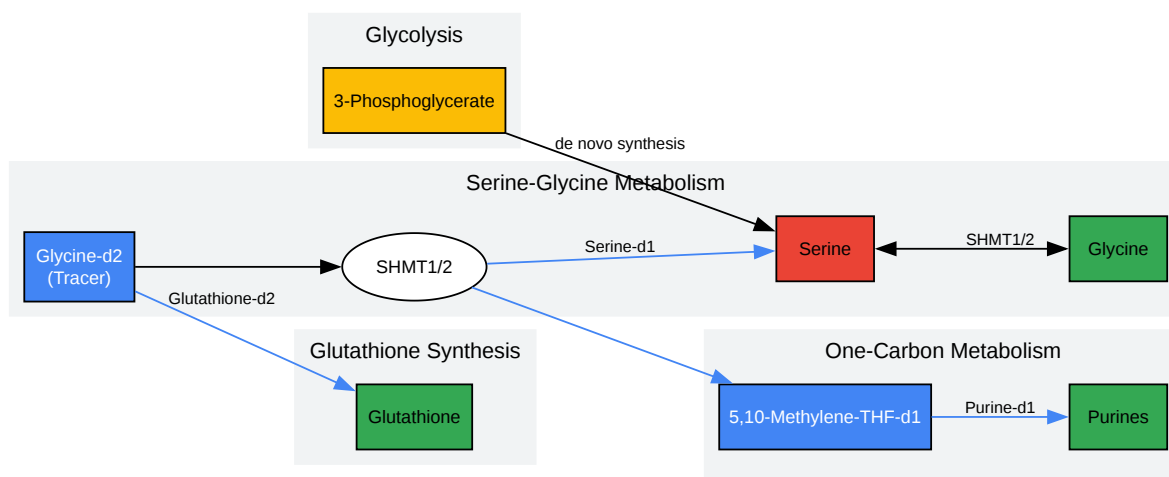 Glycolysis
3-Phosphoglycerate
de novo synthesis
Serine-Glycine Metabolism
Glycine-d2
(Tracer)
SHMT1/2
Serine-d1
Serine
SHMT1/2
Glycine
Glutathione-d2
Glutathione Synthesis
Glutathione
One-Carbon Metabolism
5,10-Methylene-THF-d1
Purine-d1
Purines